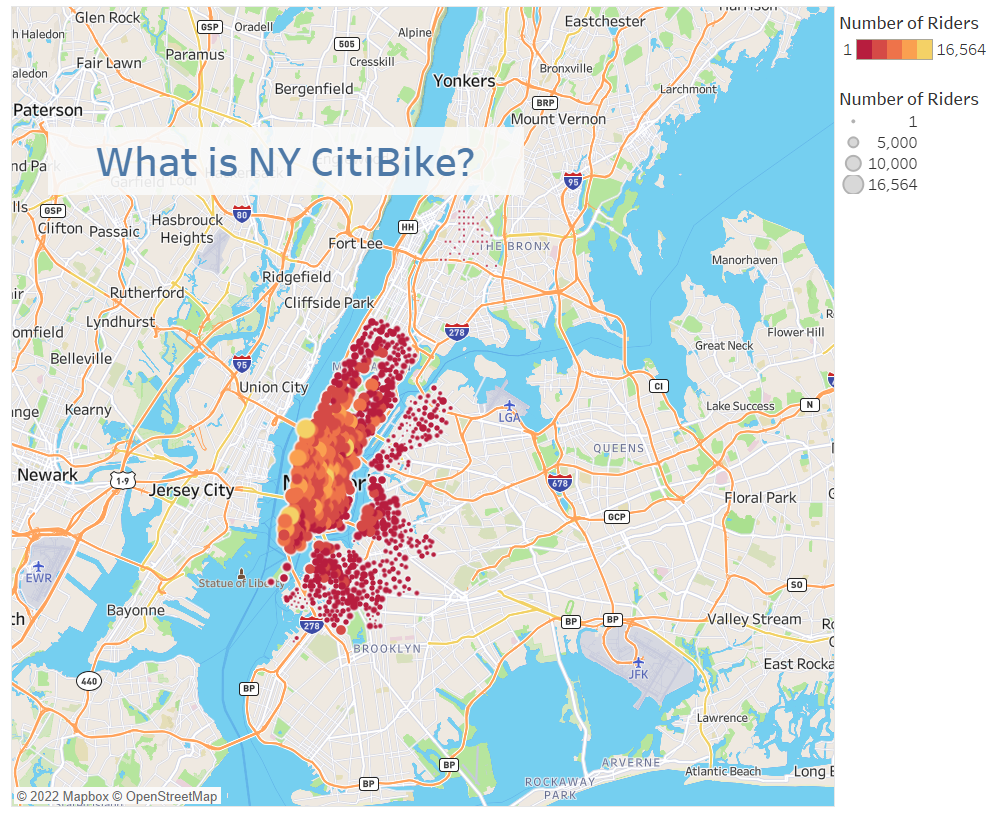 Glen Rock
GSP
Oradell
Alpine
Eastchester
Harrison
Number of Riders
1
16,564
h Haledon
505
Cresskill
Fair Lawn
Paramus
Bronxville
aledon
Bergenfield
Yonkers
Larchmont
Paterson
BRP
Mount Vernon
Number of Riders
1
5,000
10,000
16,564
What is NY CitiBike?
nd Park
Garfield
Lodi
95
lls
GSP
80
Clifton
Passaic
Hasbrouck
Heights
HH
Fort Lee
THE BRONX
Manorhaven
Ridgefield
air
Rutherford
Cliffside Park
omfield
Lyndhurst
278
Flower Hill
Great Neck
Belleville
95
Union City
CI
ange
Kearny
LGA
Lake Success
N
QUEENS
Newark
1-9
Jersey City
678
Floral Park
GCP
EWR
Statue of Liberty
SO
th
Bayonne
278
BP
BP
Valley Stream
BROOKLYN
JFK
East Rocka
440
BP
Lawrence
BP
ARVERNE
Atlantic Beach
Long B
BP
ROCKAWAY
PARK
© 2022 Mapbox © OpenStreetMap